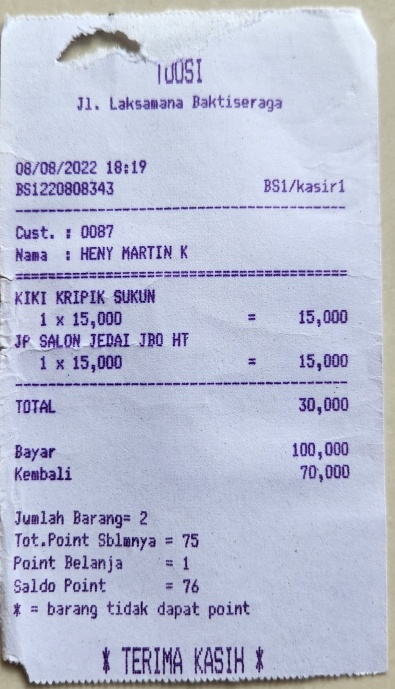 Jl. Laksamana Baktiseraga
08/08/2022 18:19
BS1220808343 BS1/kasir1
--------------------------------
Cust. : 0087
Nama : HENY MARTIN K
================================
KIKI KRIPIK SUKUN
1 x 15,000 = 15,000
JP SALON JEDAI JBO HT
1 x 15,000 = 15,000
--------------------------------
TOTAL 30,000
Bayar 100,000
Kembali 70,000
Jumlah Barang= 2
Tot.Point Sblmnya = 75
Point Belanja = 1
Saldo Point = 76
* = barang tidak dapat point
* TERIMA KASIH *